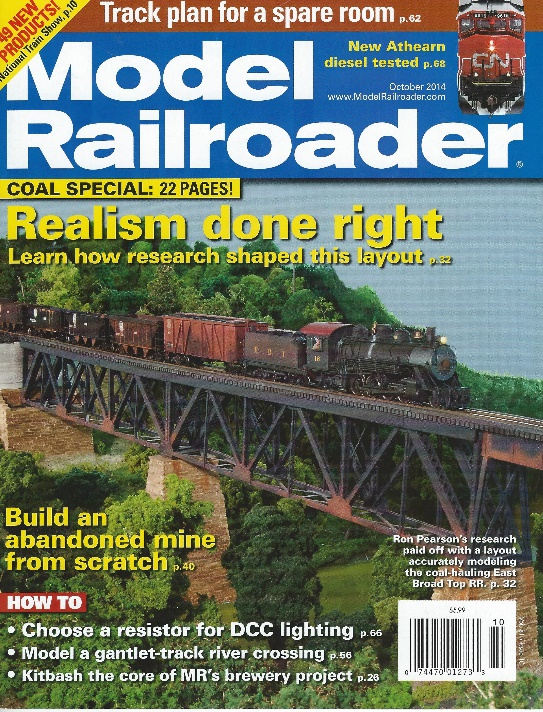 49 NEW
PRODUCTS!
National Train Show, p.10
Track plan for a spare room p.62
New Athearn
diesel tested p.68
CN
October 2014
www.ModelRailroader.com
Model
Railroader®
COAL SPECIAL: 22 PAGES!
Realism done right
Learn how research shaped this layout p.32
E B T
16
Build an
abandoned mine
from scratch p.40
Ron Pearson's research
paid off with a layout
accurately modeling
the coal-hauling East
Broad Top RR. p. 32
HOW TO
• Choose a resistor for DCC lighting p.66
• Model a gantlet-track river crossing p.56
• Kitbash the core of MR's brewery project p.26
$5.99
10
0 74470 01273 3